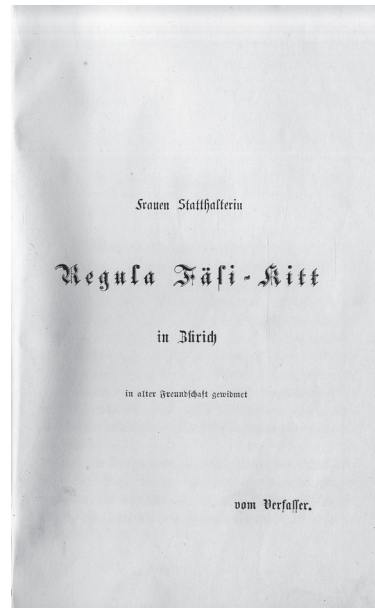 Frauen Statthalterin
Regula Fäsi-Kitt
in Zürich
in alter Freundschaft gewidmet
vom Verfasser.